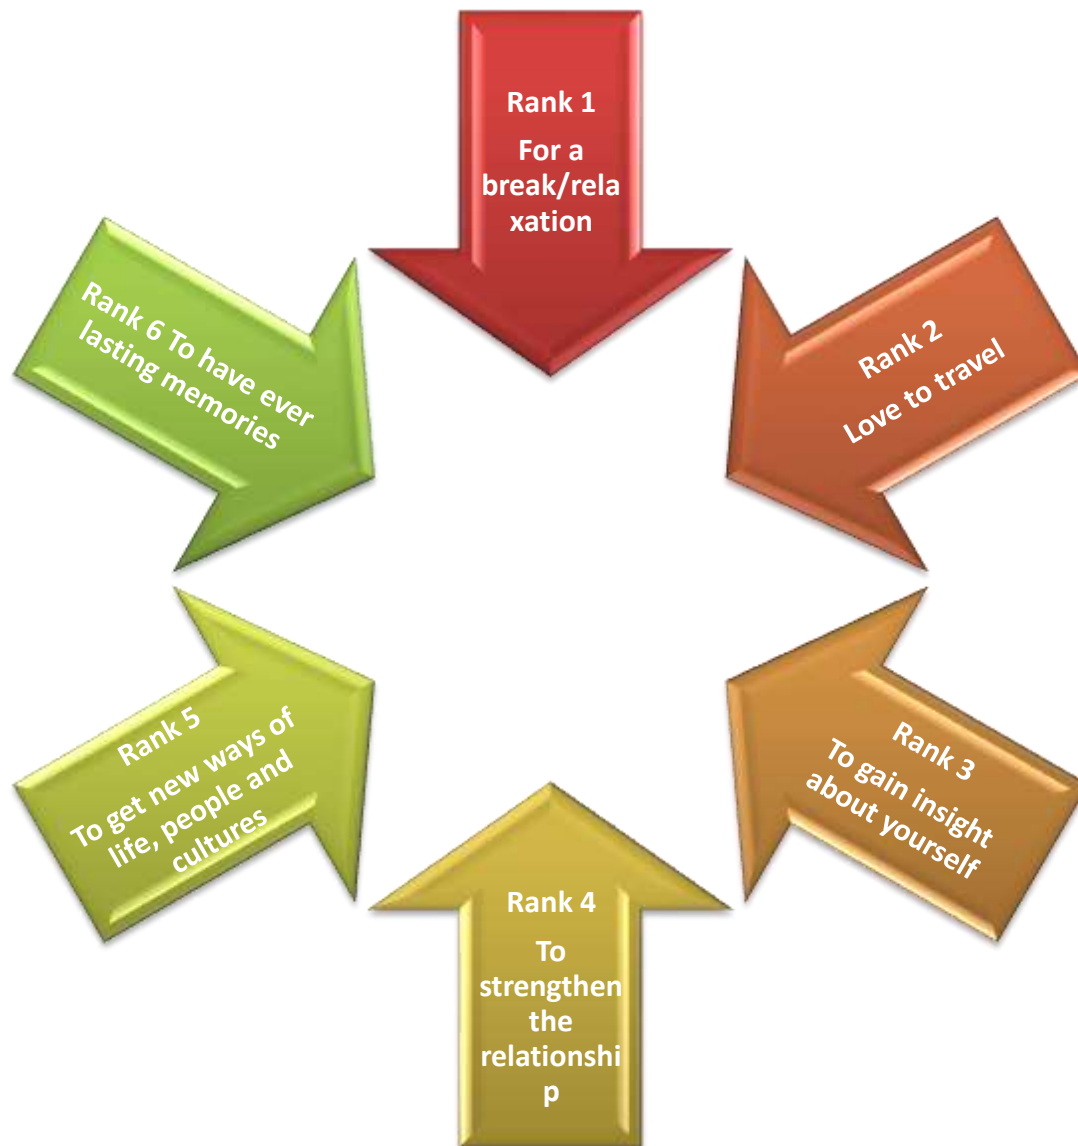 Rank 1
For a
break/rela
xation
Rank 2
Love to travel
Rank 3
To gain insight
about yourself
Rank 4
To
strengthen
the
relationshi
p
Rank 5
To get new ways of
life, people and
cultures
Rank 6 To have ever
lasting memories